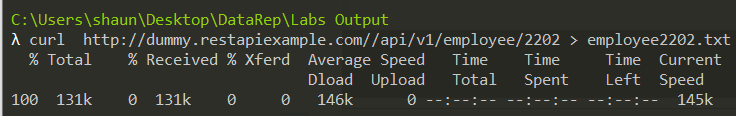 C:\Users\shaun\Desktop\DataRep\Labs Output
λ curl  http://dummy.restapiexample.com//api/v1/employee/2202 > employee2202.txt
  % Total    % Received % Xferd  Average Speed   Time    Time     Time  Current
                                 Dload  Upload   Total   Spent    Left  Speed
100  131k    0  131k    0     0   146k      0 --:--:-- --:--:-- --:--:--  145k